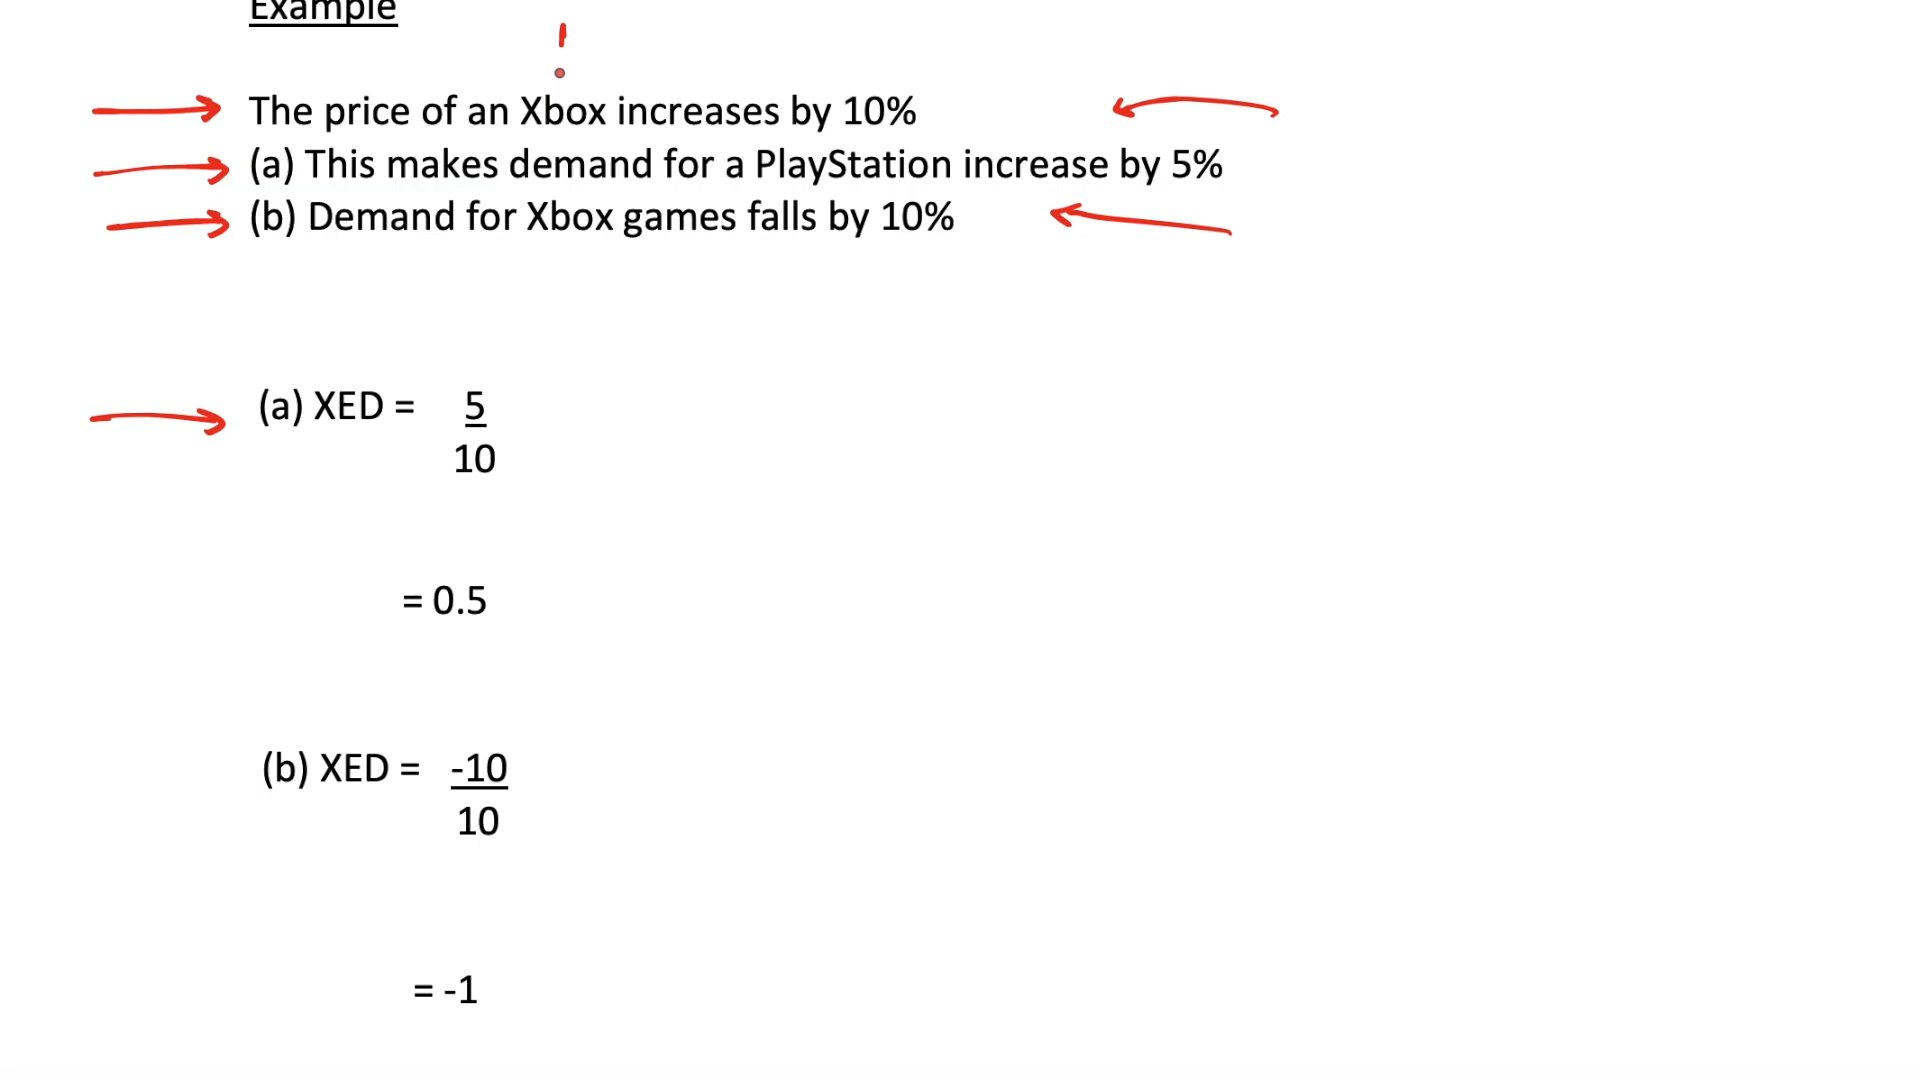 Example
The price of an Xbox increases by 10%
(a) This makes demand for a PlayStation increase by 5%
(b) Demand for Xbox games falls by 10%
(a) XED = 5
10
= 0.5
(b) XED = -10
10
= -1